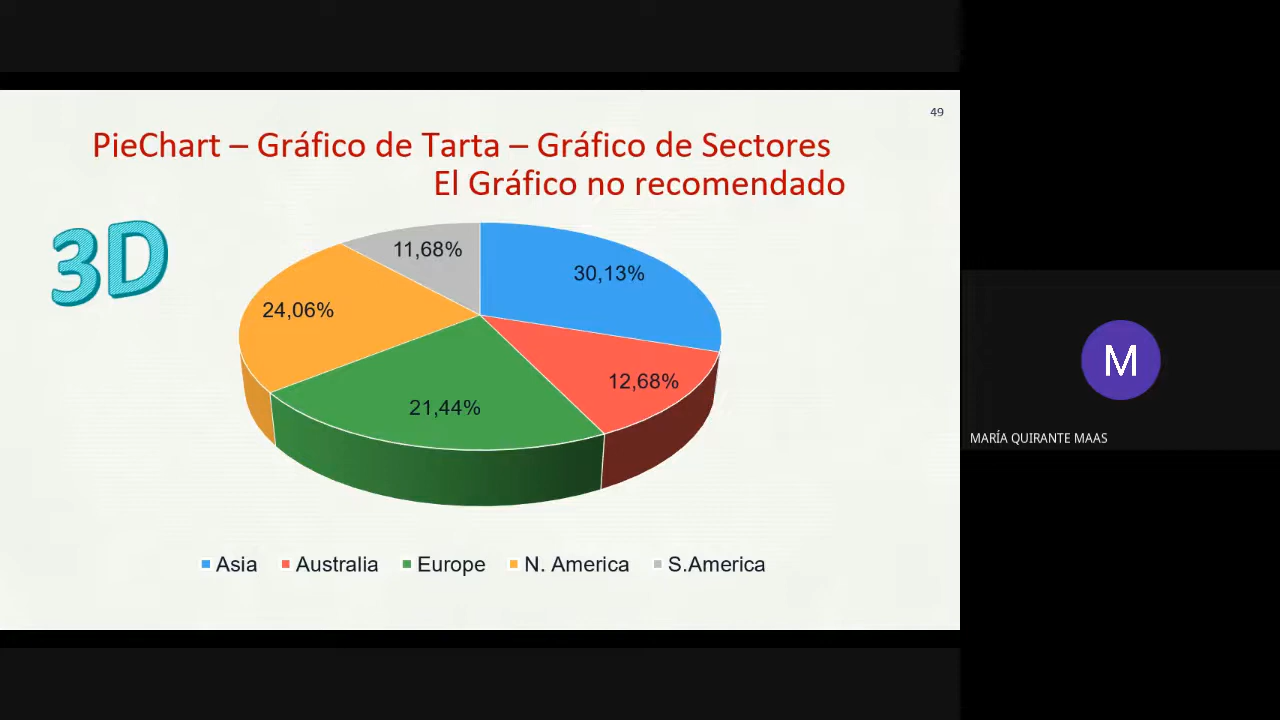 49
PieChart – Gráfico de Tarta – Gráfico de Sectores
El Gráfico no recomendado
3D
11,68%
30,13%
24,06%
12,68%
21,44%
M
MARÍA QUIRANTE MAAS
Asia Australia Europe N. America S.America